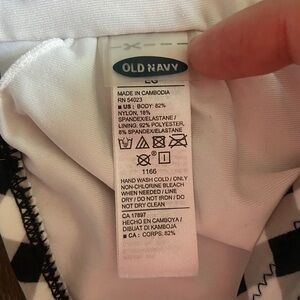 OLD NAVY
LG
MADE IN CAMBODIA
RN 54023
■ US: BODY: 82%
NYLON, 18%
SPANDEX/ELASTANE /
LINING: 92% POLYESTER,
8% SPANDEX/ELASTANE
1166
HAND WASH COLD / ONLY
NON-CHLORINE BLEACH
WHEN NEEDED / LINE
DRY / DO NOT IRON / DO
NOT DRY CLEAN
CA 17897
HECHO EN CAMBOYA /
DIBUAT DI KAMBOJA
■ CA: CORPS: 82%